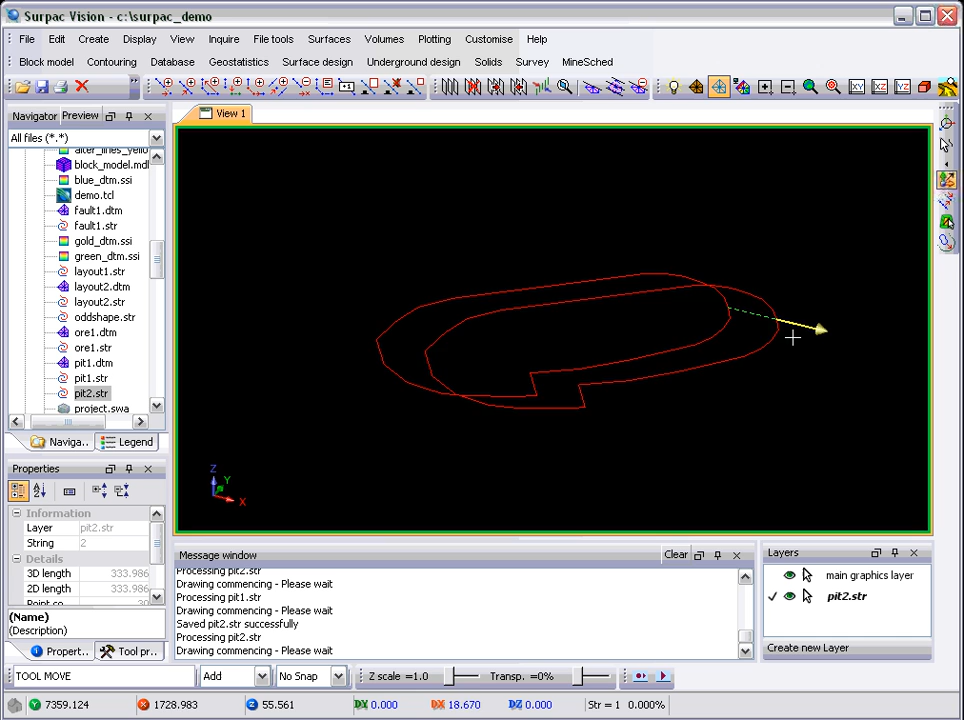 Surpac Vision - c:\surpac_demo
File Edit Create Display View Inquire File tools Surfaces Volumes Plotting Customise Help
Block model Contouring Database Geostatistics Surface design Underground design Solids Survey MineSched
Navigator Preview
View 1
All files (*.*)
block_model.mdl
blue_dtm.ssi
demo.tcl
fault1.dtm
fault1.str
gold_dtm.ssi
green_dtm.ssi
layout1.str
layout2.dtm
layout2.str
oddshape.str
ore1.dtm
ore1.str
pit1.dtm
pit1.str
pit2.str
project.swa
Naviga.. Legend
Z
Y
X
Properties
Information
Layer pit2.str
String 2
Details
3D length 333.986
2D length 333.986
(Name)
(Description)
Propert.. Tool pr..
Message window Clear
Processing pit2.str
Drawing commencing - Please wait
Processing pit1.str
Drawing commencing - Please wait
Saved pit2.str successfully
Processing pit2.str
Drawing commencing - Please wait
Layers
main graphics layer
pit2.str
Create new Layer
TOOL MOVE Add No Snap Z scale =1.0 Transp. =0%
Y 7359.124 X 1728.983 Z 55.561 DY 0.000 DX 18.670 DZ 0.000 Str = 1 0.000%